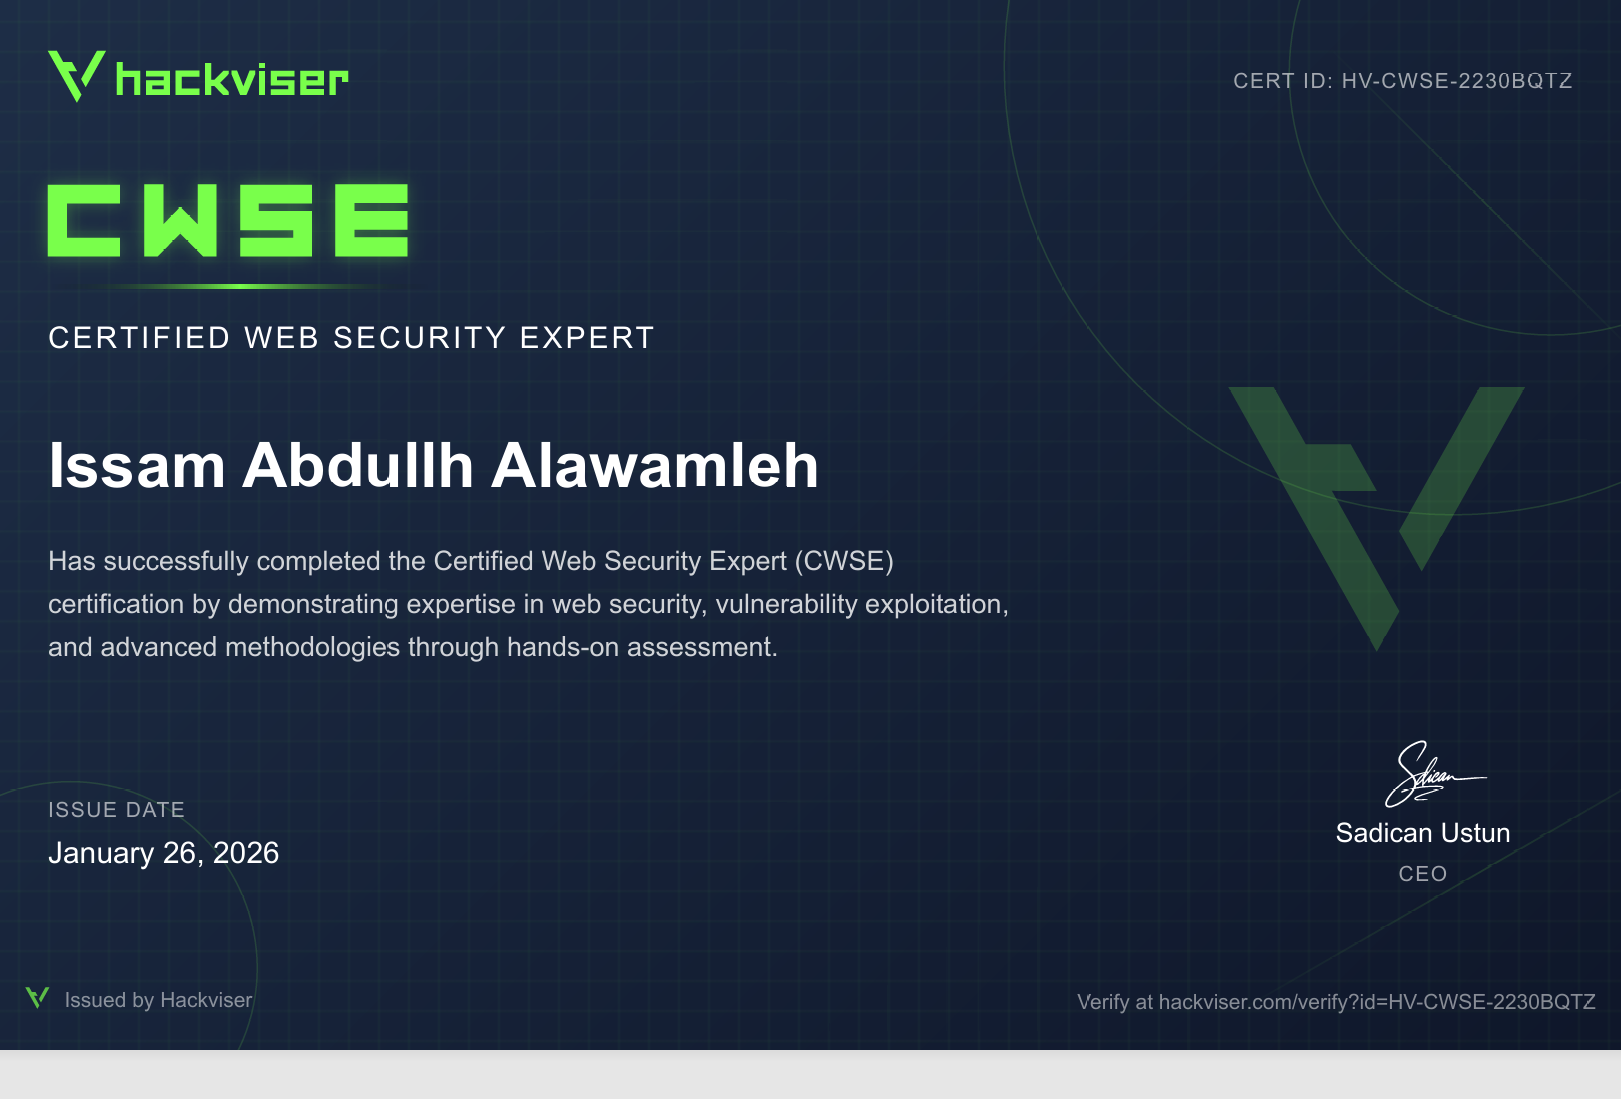 hackviser
CERT ID: HV-CWSE-2230BQTZ
CWSE
CERTIFIED WEB SECURITY EXPERT
Issam Abdullh Alawamleh
Has successfully completed the Certified Web Security Expert (CWSE)
certification by demonstrating expertise in web security, vulnerability exploitation,
and advanced methodologies through hands-on assessment.
ISSUE DATE
January 26, 2026
Sdican
Sadican Ustun
CEO
Issued by Hackviser
Verify at hackviser.com/verify?id=HV-CWSE-2230BQTZ